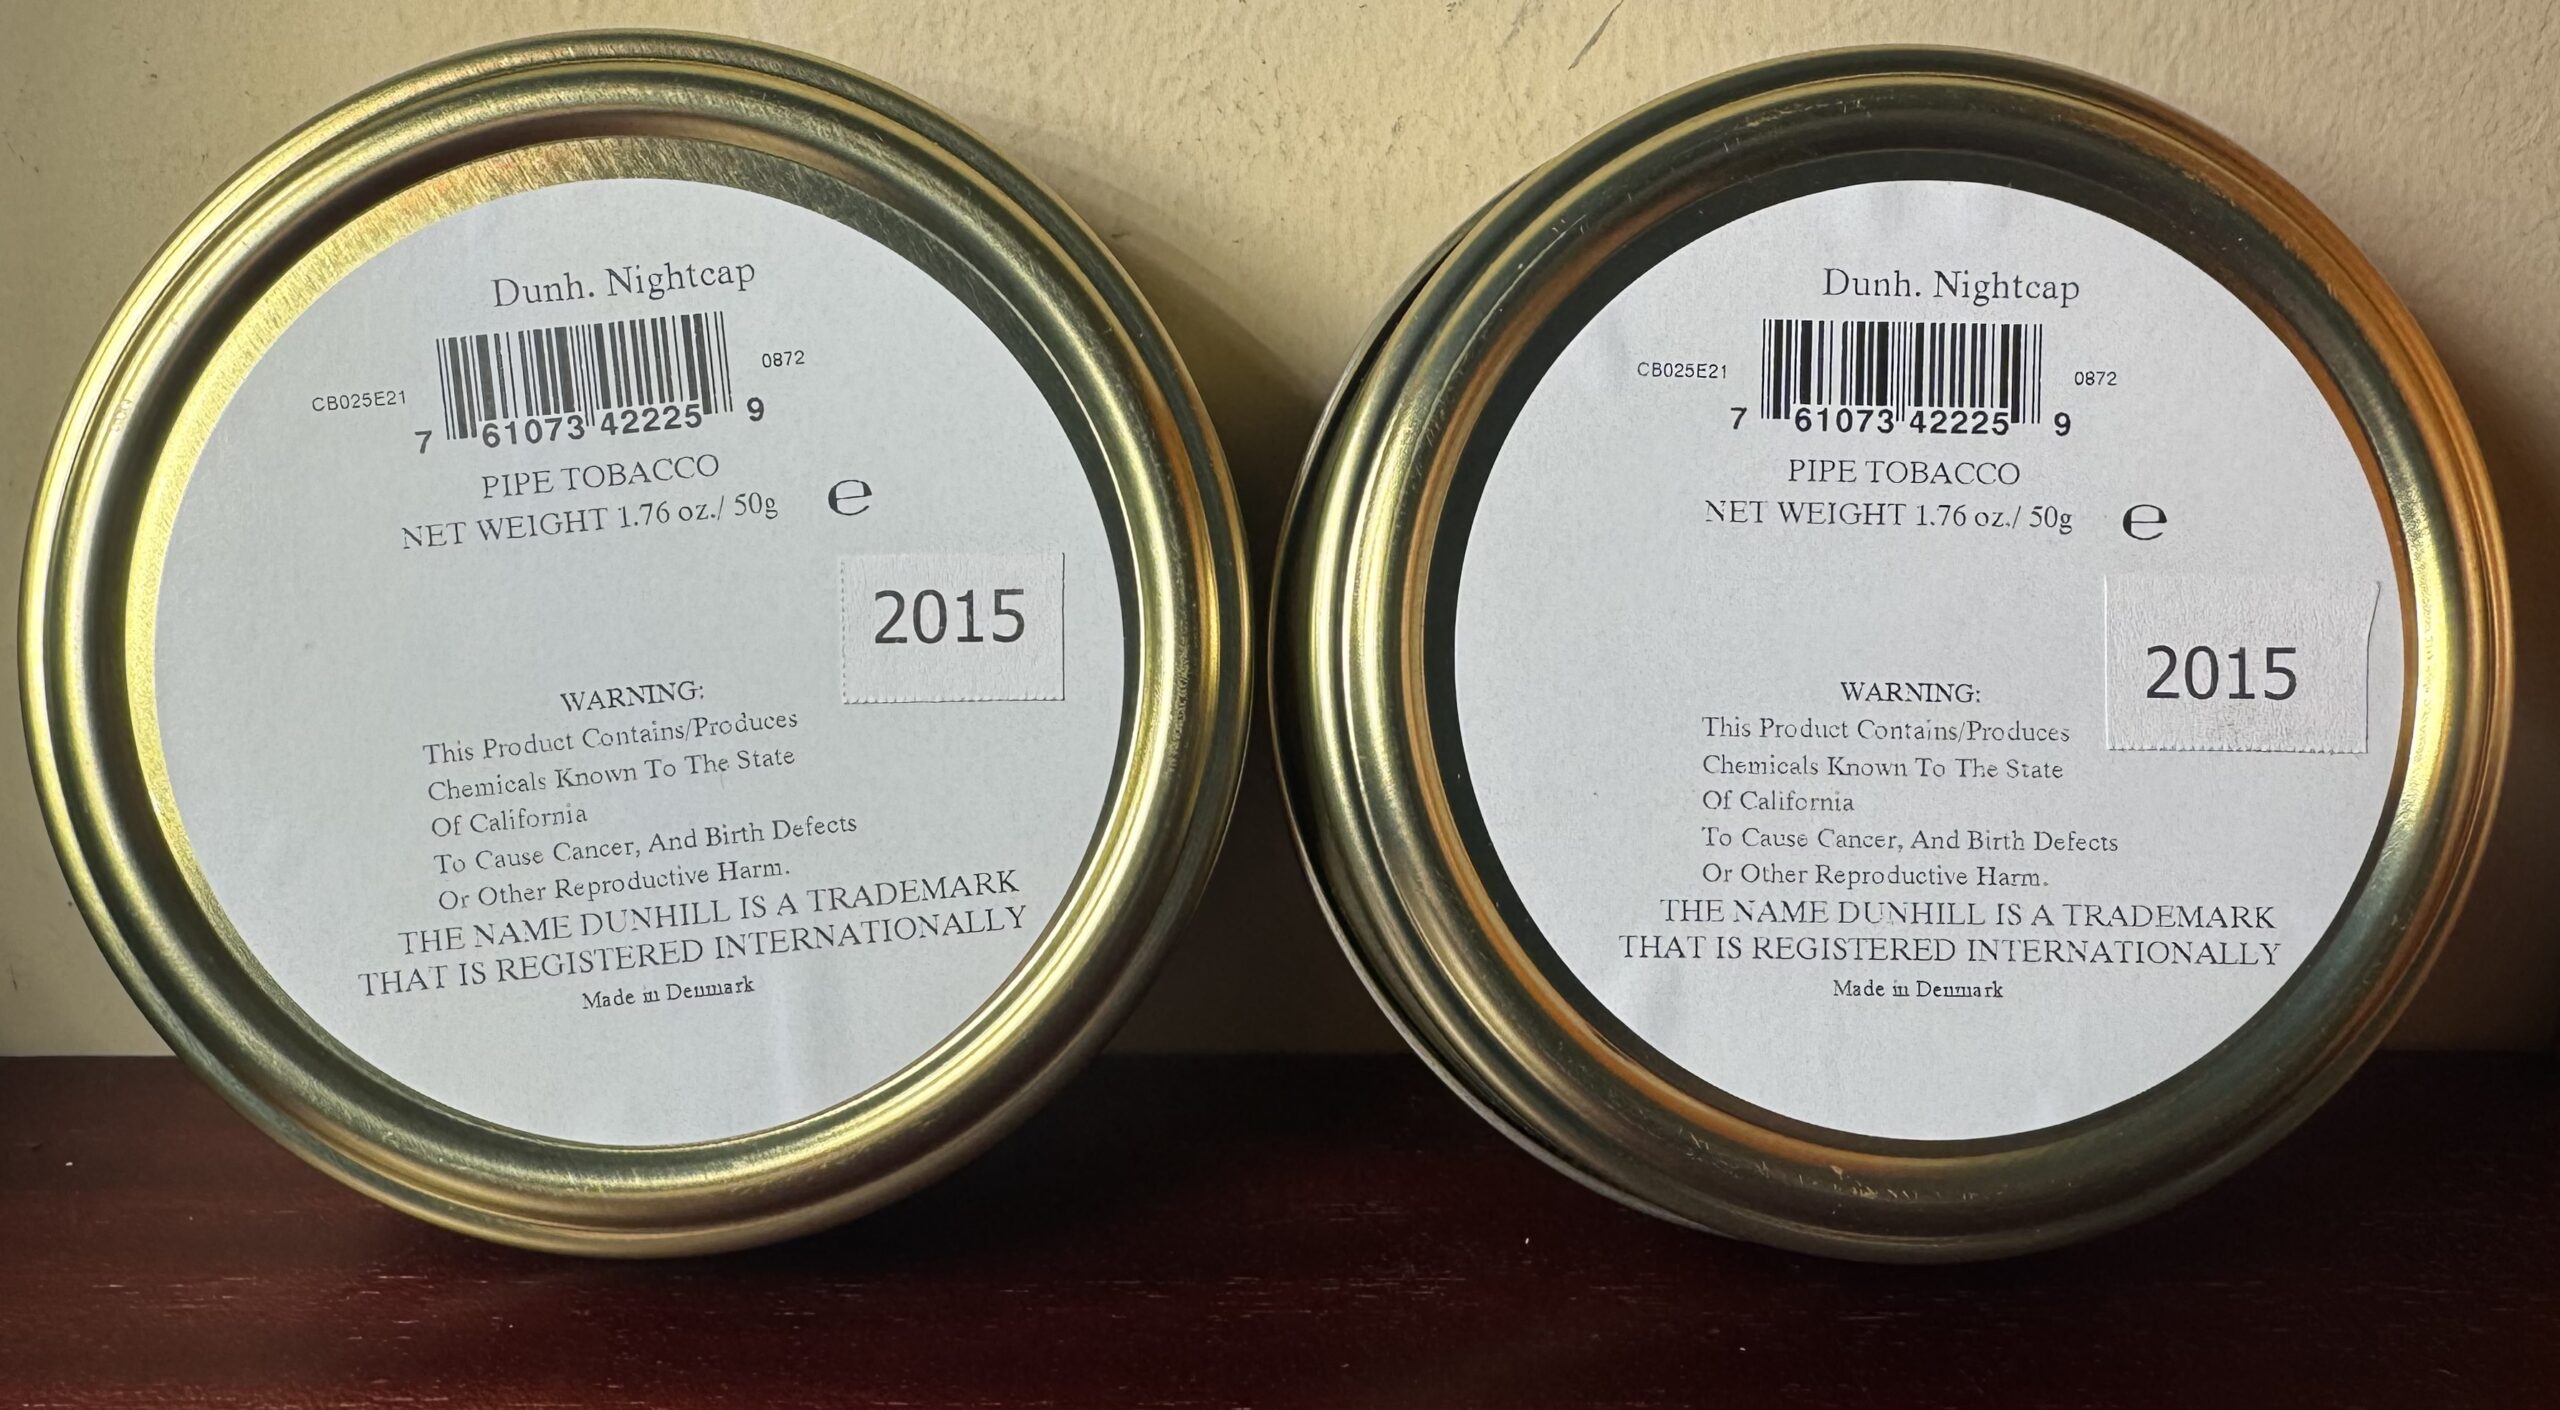 Dunh. Nightcap
CB025E21
0872
7 61073 42225 9
PIPE TOBACCO
NET WEIGHT 1.76 oz./ 50g e
2015
WARNING:
This Product Contains/Produces
Chemicals Known To The State
Of California
To Cause Cancer, And Birth Defects
Or Other Reproductive Harm.
THE NAME DUNHILL IS A TRADEMARK
THAT IS REGISTERED INTERNATIONALLY
Made in Denmark
Dunh. Nightcap
CB025E21
0872
7 61073 42225 9
PIPE TOBACCO
NET WEIGHT 1.76 oz./ 50g e
2015
WARNING:
This Product Contains/Produces
Chemicals Known To The State
Of California
To Cause Cancer, And Birth Defects
Or Other Reproductive Harm.
THE NAME DUNHILL IS A TRADEMARK
THAT IS REGISTERED INTERNATIONALLY
Made in Denmark